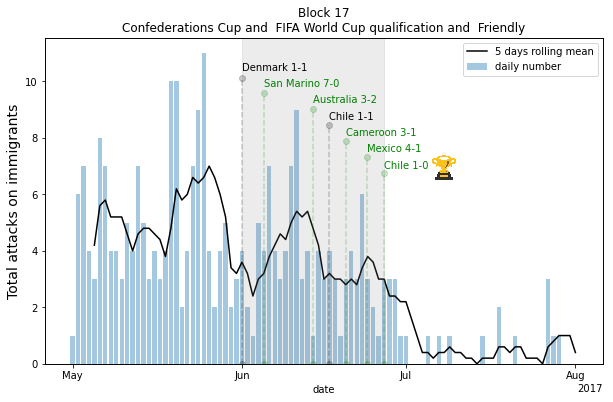 Block 17
Confederations Cup and  FIFA World Cup qualification and  Friendly
5 days rolling mean
daily number
Denmark 1-1
San Marino 7-0
Australia 3-2
Chile 1-1
Cameroon 3-1
Mexico 4-1
Chile 1-0
Total attacks on immigrants
10
8
6
4
2
0
May
Jun
Jul
Aug
date
2017